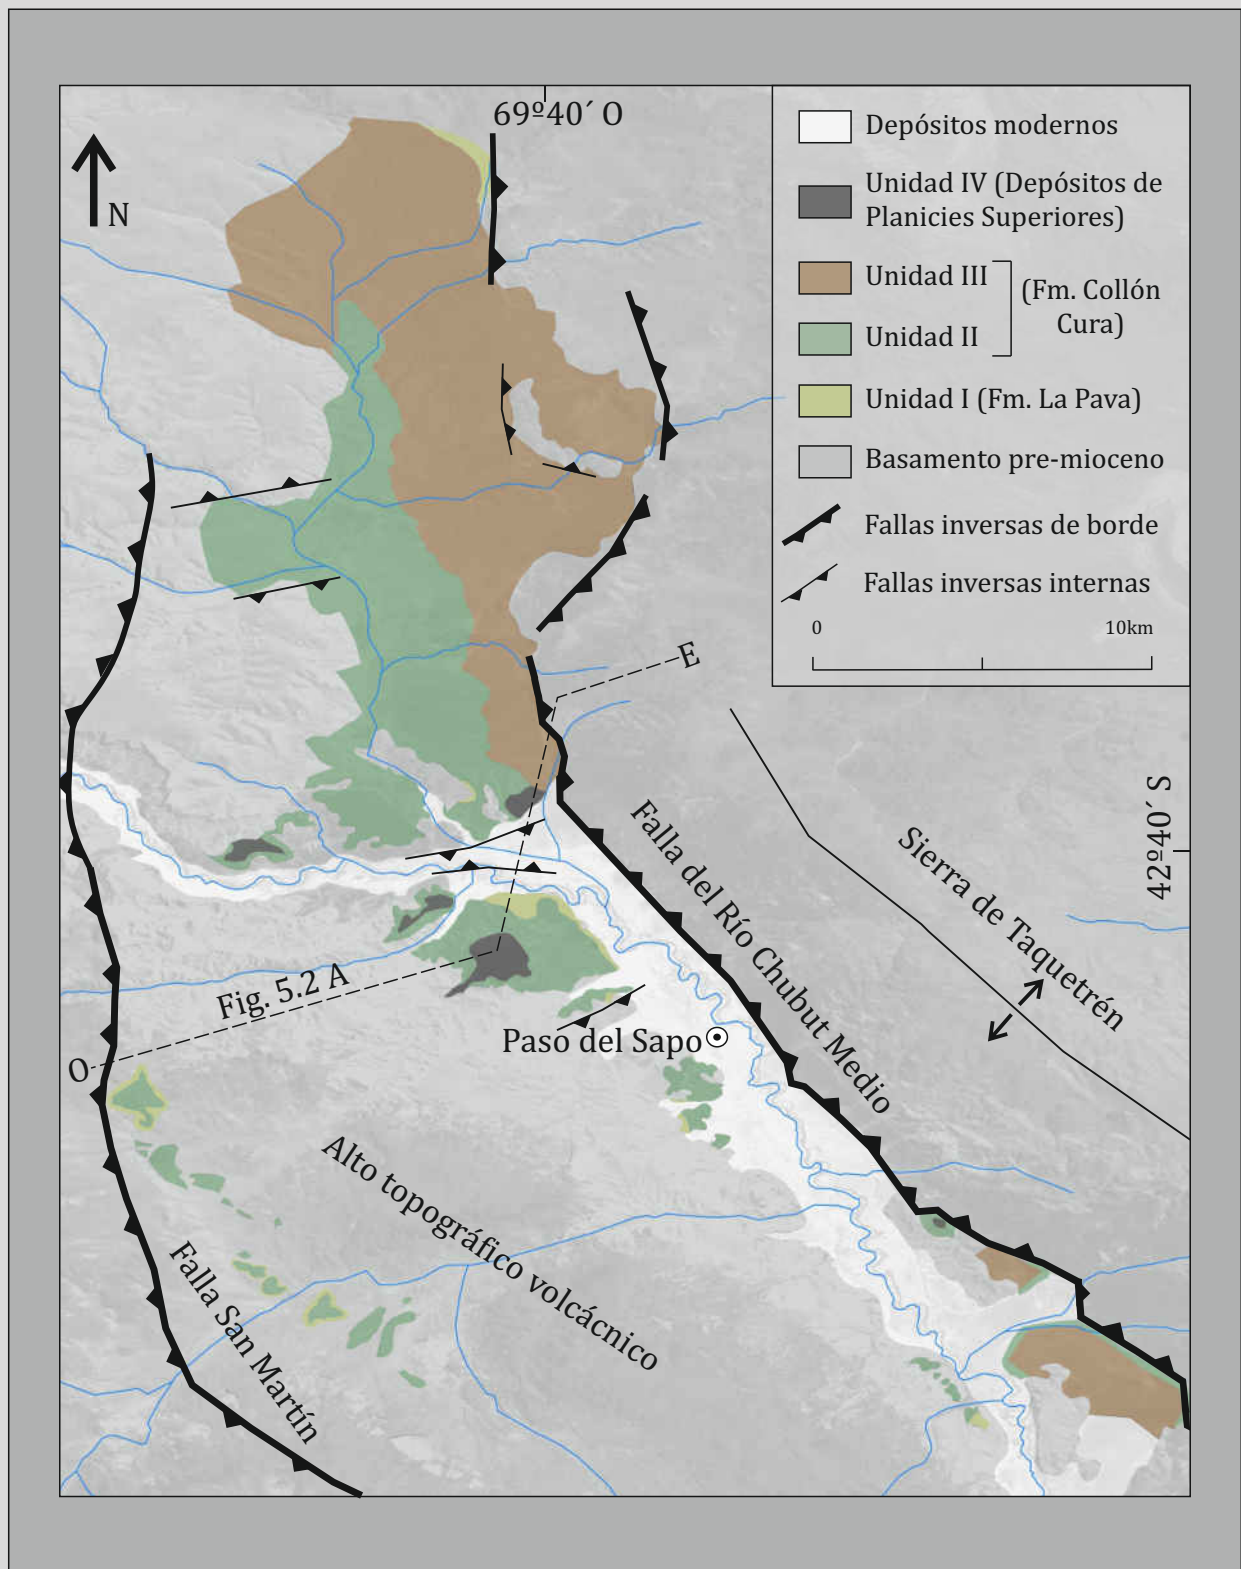 69º40´ O
N
Depósitos modernos
Unidad IV (Depósitos de
Planicies Superiores)
Unidad III
(Fm. Collón
Cura)
Unidad II
Unidad I (Fm. La Pava)
Basamento pre-mioceno
Fallas inversas de borde
Fallas inversas internas
0
10km
E
42º40´ S
Falla del Río Chubut Medio
Sierra de Taquetrén
Fig. 5.2 A
O
Paso del Sapo
Alto topográfico volcácnico
Falla San Martín